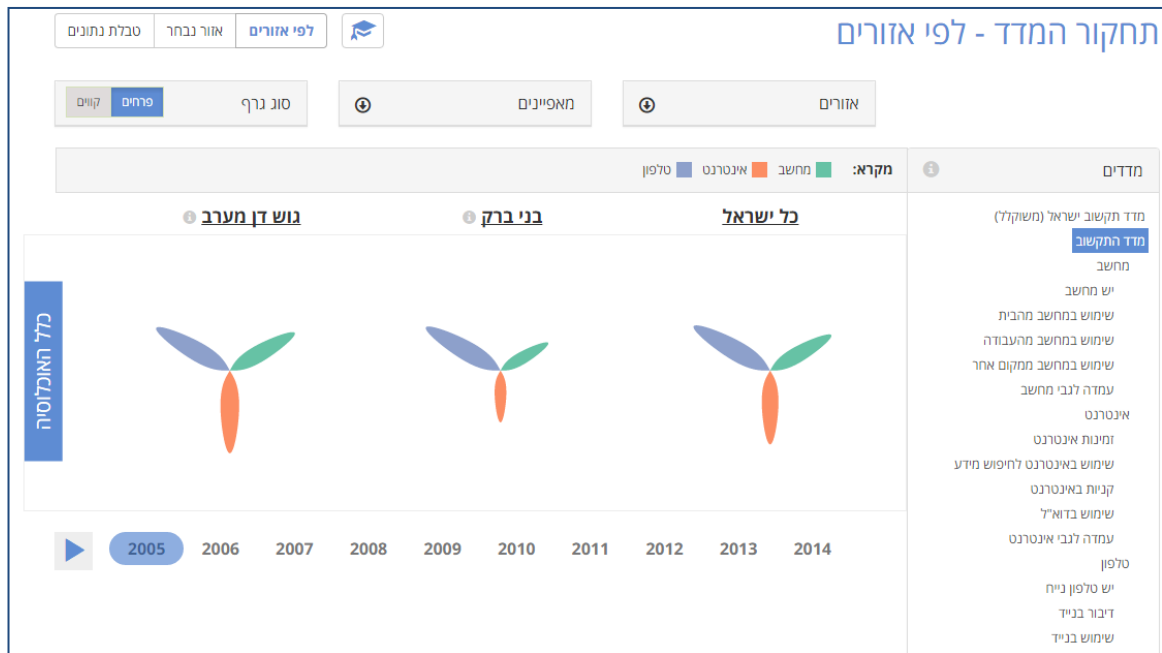 תחקור המדד - לפי אזורים
לפי אזורים אזור נבחר טבלת נתונים
אזורים
מאפיינים
סוג גרף פרחים קווים
מדדים
מקרא: מחשב אינטרנט טלפון
כל ישראל
בני ברק
גוש דן מערב
כלל האוכלוסיה
מדד תקשוב ישראל (משוקלל)
מדד התקשוב
מחשב
יש מחשב
שימוש במחשב מהבית
שימוש במחשב מהעבודה
שימוש במחשב ממקום אחר
עמדה לגבי מחשב
אינטרנט
זמינות אינטרנט
שימוש באינטרנט לחיפוש מידע
קניות באינטרנט
שימוש בדוא"ל
עמדה לגבי אינטרנט
טלפון
יש טלפון נייח
דיבור בנייד
שימוש בנייד
2005 2006 2007 2008 2009 2010 2011 2012 2013 2014